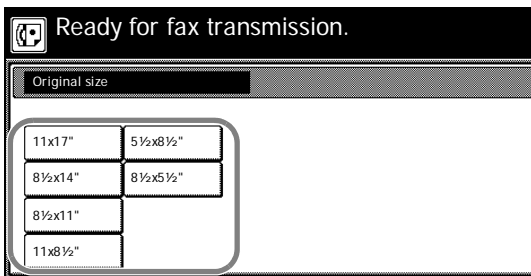 Ready for fax transmission.
Original size
11x17" 5½x8½"
8½x14" 8½x5½"
8½x11"
11x8½"